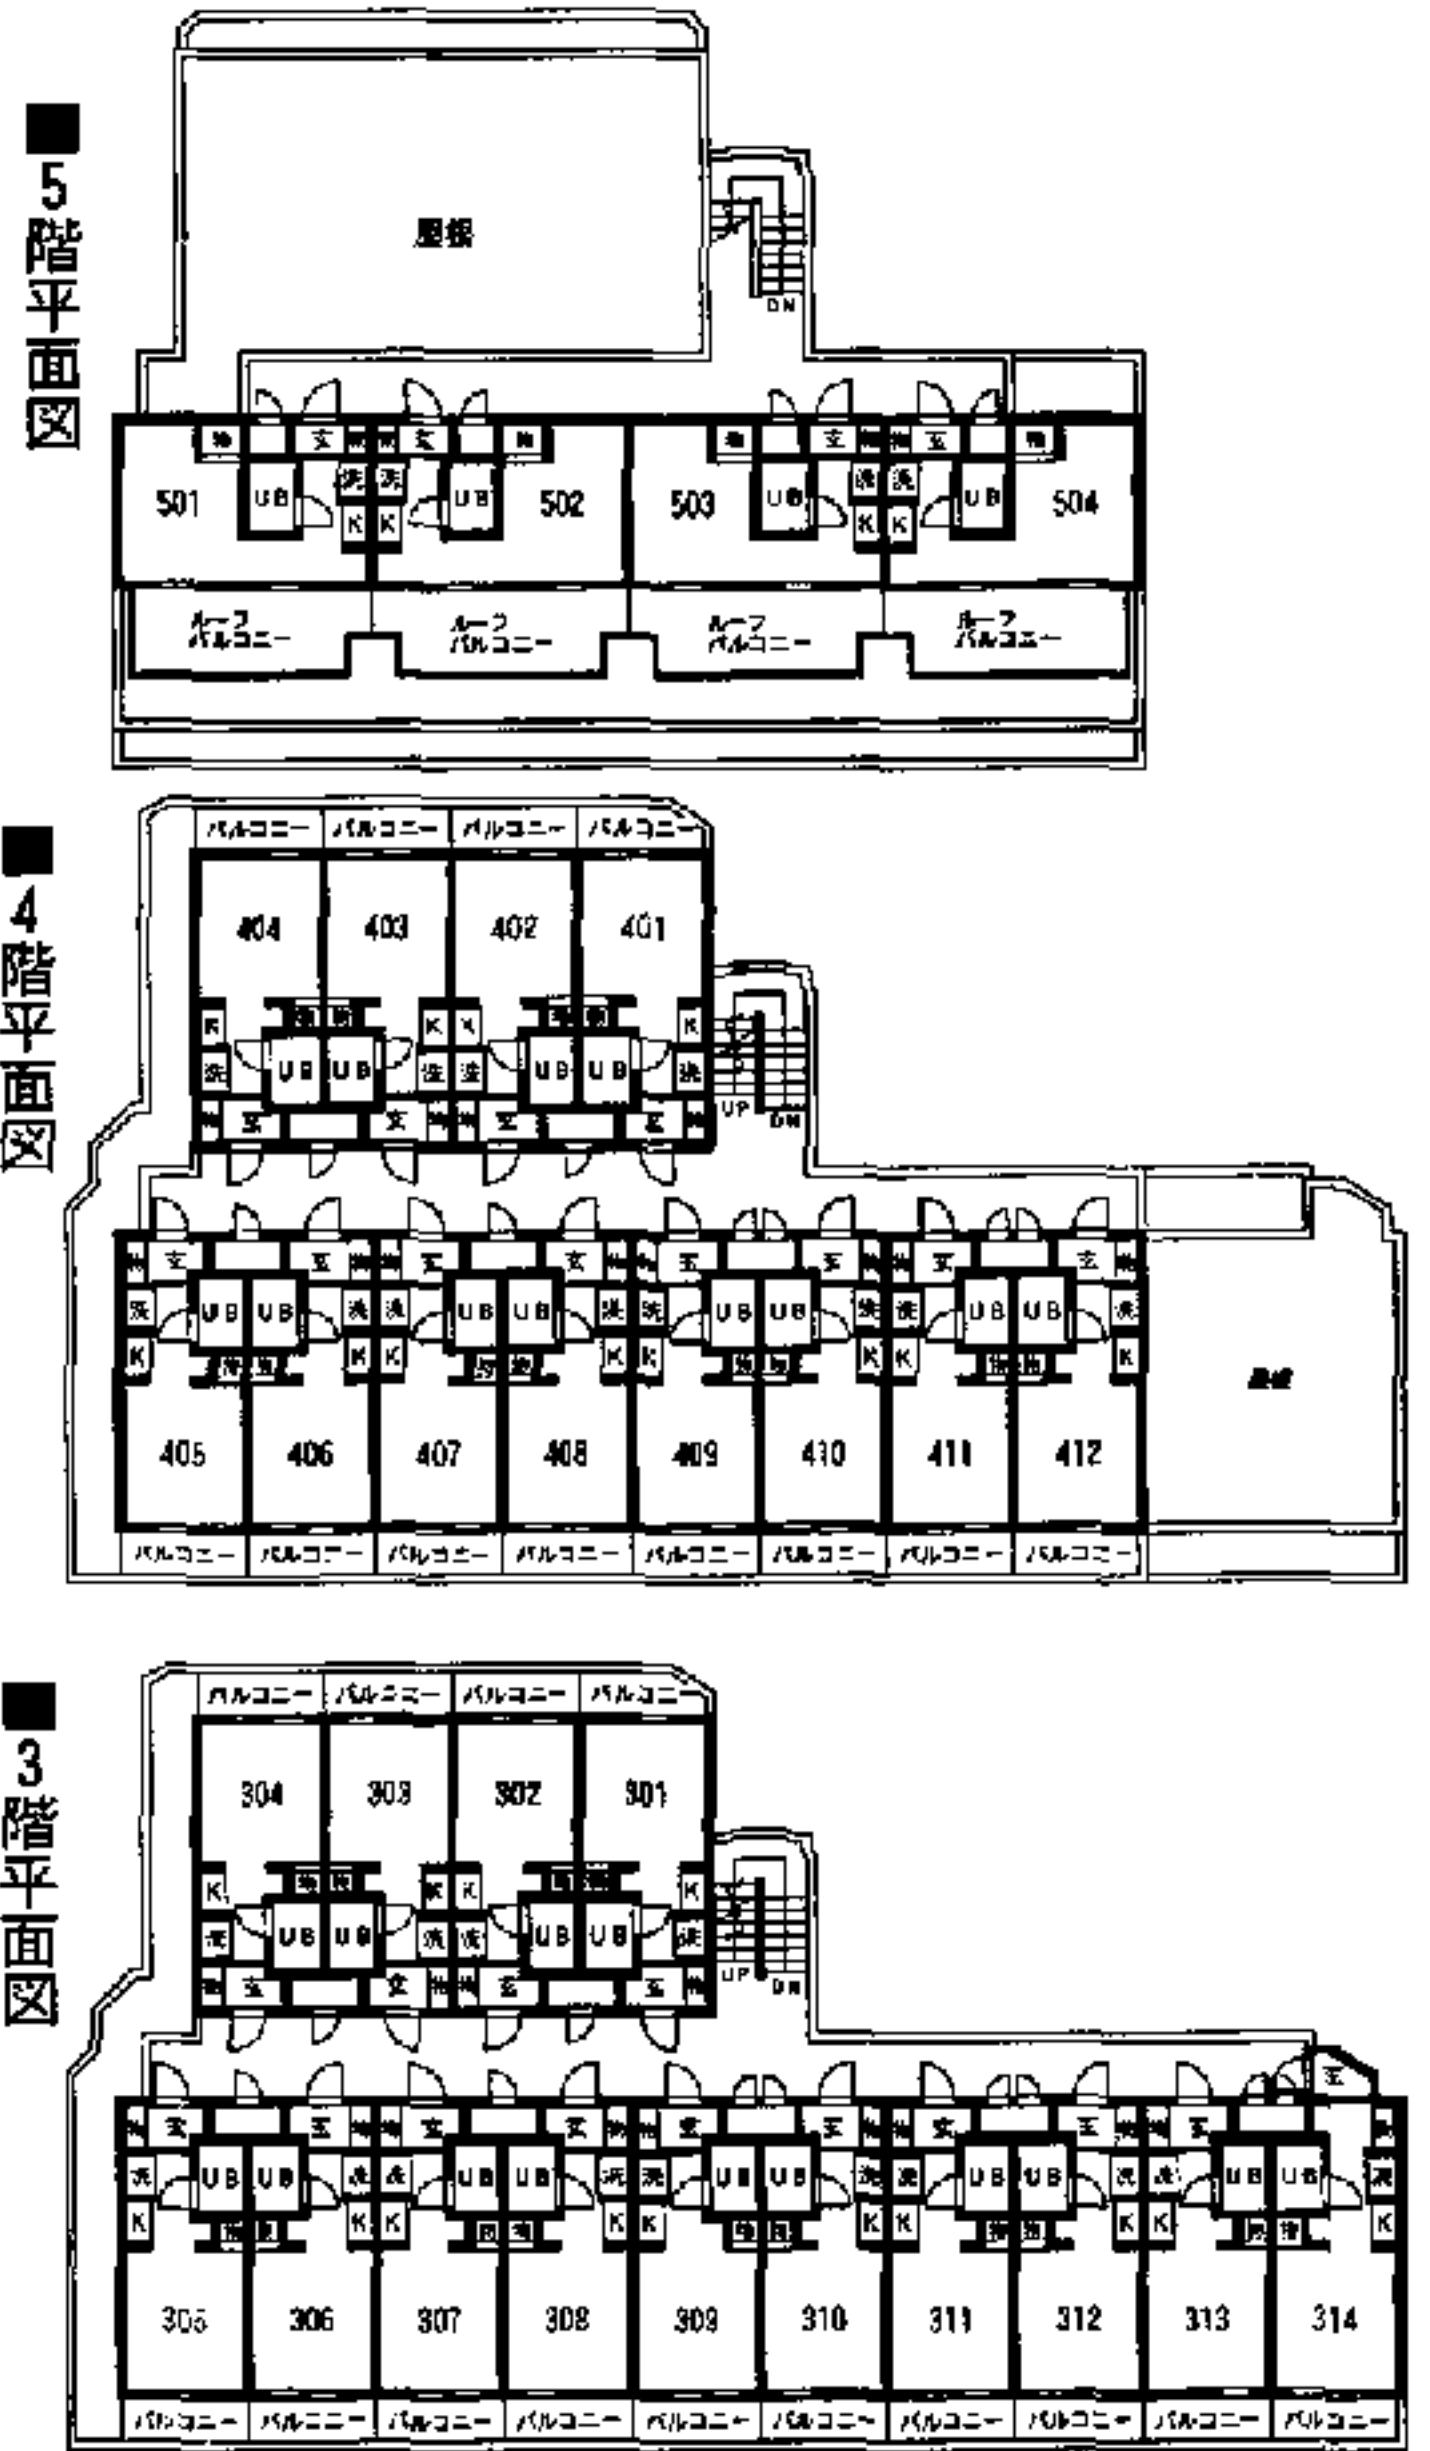 ■5階平面図
屋根
DN
玄 玄 玄 玄
洗 洗 洗 洗
501 UB UB 502 503 UB UB 504
K K K K
ルーフ ルーフ ルーフ ルーフ
バルコニー バルコニー バルコニー バルコニー
■4階平面図
バルコニー バルコニー バルコニー バルコニー
404 403 402 401
K K K K
洗 UB UB 洗 洗 UB UB 洗
玄 玄 玄 玄
UP DN
玄 玄 玄 玄 玄 玄 玄 玄
洗 UB UB 洗 洗 UB UB 洗 洗 UB UB 洗 洗 UB UB 洗
K K K K K K K K
405 406 407 408 409 410 411 412
バルコニー バルコニー バルコニー バルコニー バルコニー バルコニー バルコニー バルコニー
■3階平面図
バルコニー バルコニー バルコニー バルコニー
304 303 302 301
K K K K
洗 UB UB 洗 洗 UB UB 洗
玄 玄 玄 玄
UP DN
玄
玄 玄 玄 玄 玄 玄 玄 玄 玄
洗 UB UB 洗 洗 UB UB 洗 洗 UB UB 洗 洗 UB UB 洗 洗 UB UB 洗
K K K K K K K K K K
305 306 307 308 309 310 311 312 313 314
バルコニー バルコニー バルコニー バルコニー バルコニー バルコニー バルコニー バルコニー バルコニー バルコニー